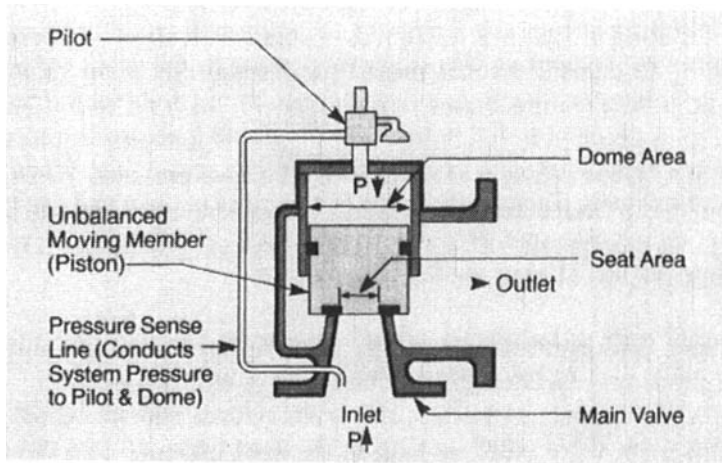 Pilot
P
Dome Area
Unbalanced
Moving Member
(Piston)
Seat Area
Outlet
Pressure Sense
Line (Conducts
System Pressure
to Pilot & Dome)
Inlet
P
Main Valve